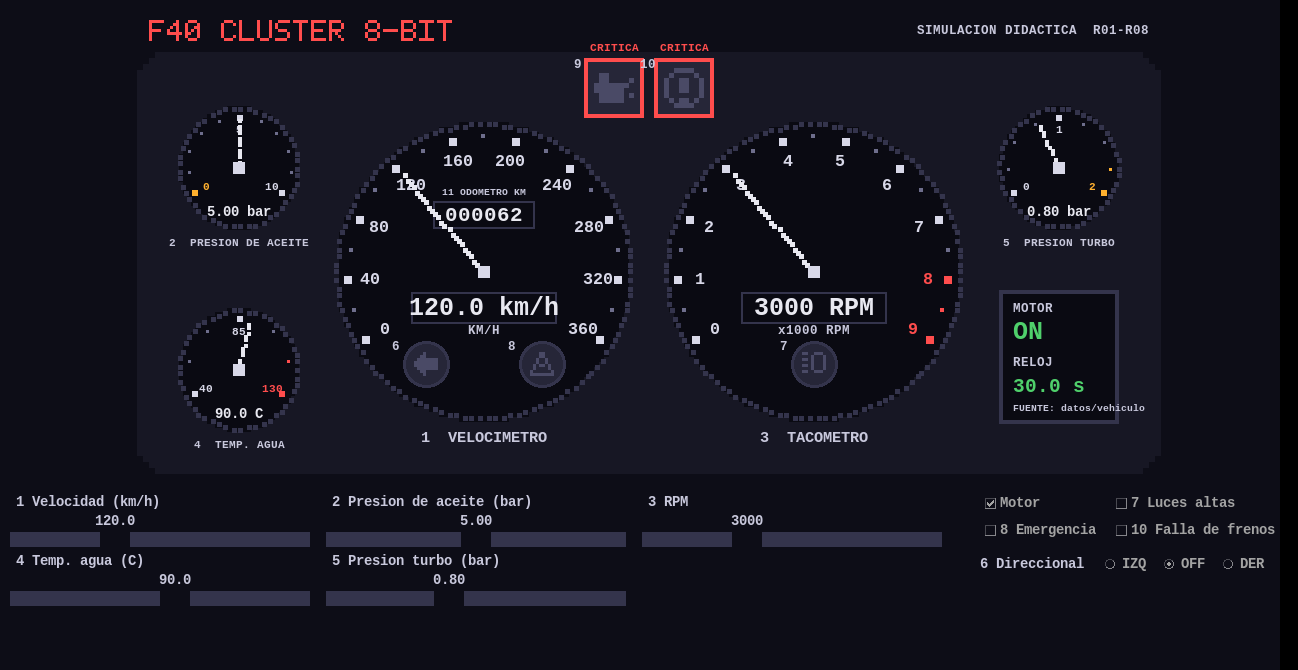 F40 CLUSTER 8-BIT
SIMULACION DIDACTICA R01-R08
CRITICA CRITICA
9 10
5
0 10
5.00 bar
2 PRESION DE ACEITE
85
40 130
90.0 C
4 TEMP. AGUA
0 40 80 120 160 200 240 280 320 360
11 ODOMETRO KM
000062
120.0 km/h
KM/H
6 8
1 VELOCIMETRO
0 1 2 3 4 5 6 7 8 9
3000 RPM
x1000 RPM
7
3 TACOMETRO
1
0 2
0.80 bar
5 PRESION TURBO
MOTOR
ON
RELOJ
30.0 s
FUENTE: datos/vehiculo
1 Velocidad (km/h)
120.0
2 Presion de aceite (bar)
5.00
3 RPM
3000
4 Temp. agua (C)
90.0
5 Presion turbo (bar)
0.80
Motor
7 Luces altas
8 Emergencia
10 Falla de frenos
6 Direccional IZQ OFF DER